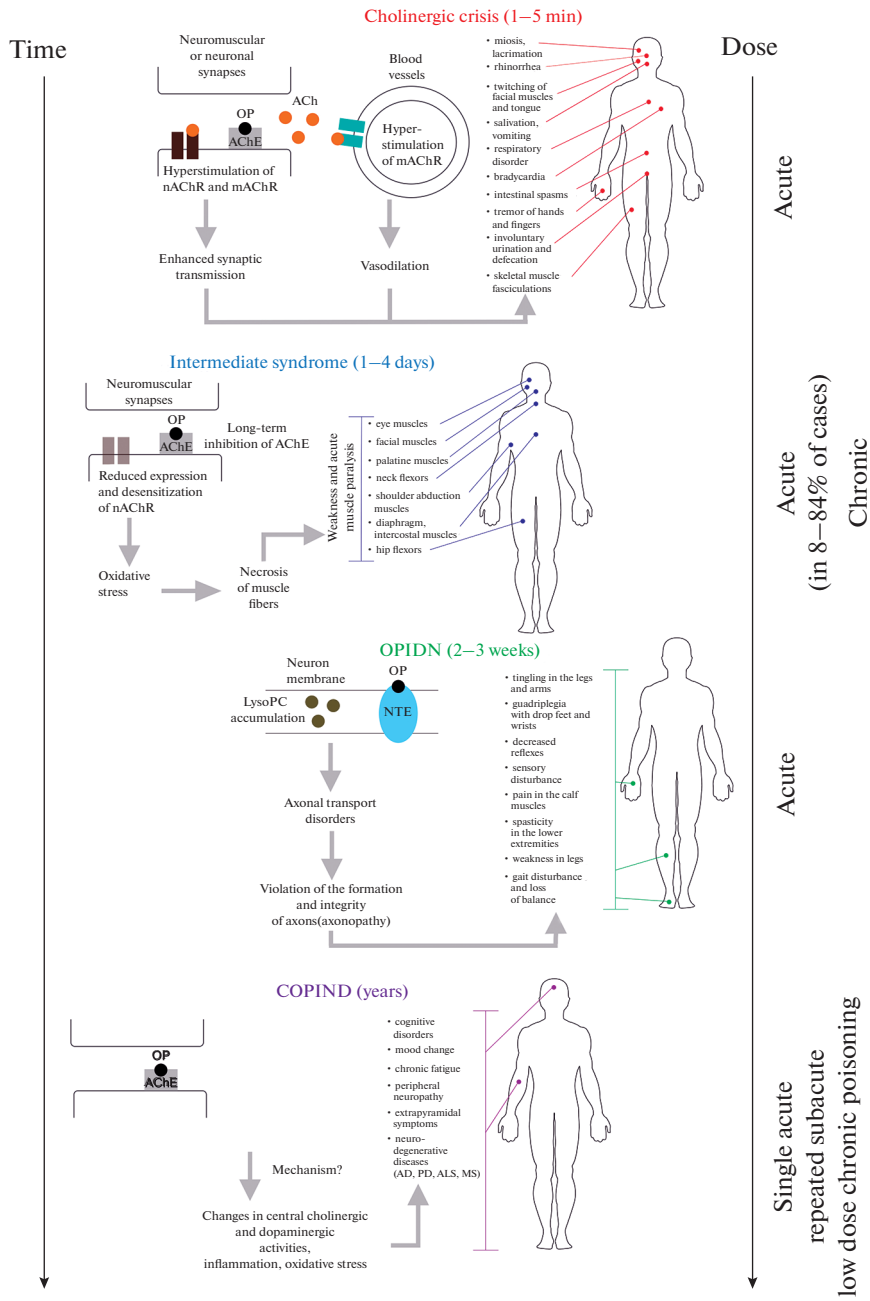 Cholinergic crisis (1–5 min)
Time
Dose
Neuromuscular
or neuronal
synapses
Blood
vessels
OP
ACh
AChE
Hyper-
stimulation
of mAChR
Hyperstimulation of
nAChR and mAChR
Enhanced synaptic
transmission
Vasodilation
• miosis,
lacrimation
• rhinorrhea
• twitching of
facial muscles
and tongue
• salivation,
vomiting
• respiratory
disorder
• bradycardia
• intestinal spasms
• tremor of hands
and fingers
• involuntary
urination and
defecation
• skeletal muscle
fasciculations
Acute
Intermediate syndrome (1–4 days)
Neuromuscular
synapses
OP
AChE
Long-term
inhibition of AChE
Reduced expression
and desensitization
of nAChR
Oxidative
stress
Necrosis
of muscle
fibers
Weakness and acute
muscle paralysis
• eye muscles
• facial muscles
• palatine muscles
• neck flexors
• shoulder abduction
muscles
• diaphragm,
intercostal muscles
• hip flexors
Acute
(in 8–84% of cases)
Chronic
OPIDN (2–3 weeks)
Neuron
membrane
OP
LysoPC
accumulation
NTE
Axonal transport
disorders
Violation of the formation
and integrity
of axons(axonopathy)
• tingling in the legs
and arms
• guadriplegia
with drop feet and
wrists
• decreased
reflexes
• sensory
disturbance
• pain in the calf
muscles
• spasticity
in the lower
extremities
• weakness in legs
• gait disturbance
and loss
of balance
Acute
COPIND (years)
OP
AChE
Mechanism?
Changes in central cholinergic
and dopaminergic
activities,
inflammation, oxidative stress
• cognitive
disorders
• mood change
• chronic fatigue
• peripheral
neuropathy
• extrapyramidal
symptoms
• neuro-
degenerative
diseases
(AD, PD, ALS, MS)
Single acute
repeated subacute
low dose chronic poisoning